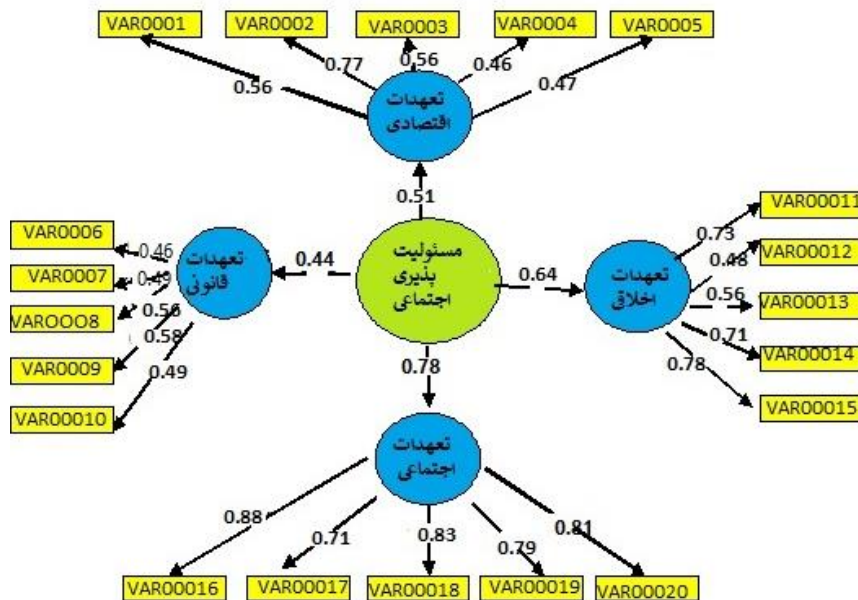 VAR0001
VAR0002
VAR0003
VAR0004
VAR0005
0.56
0.77
0.56
0.46
0.47
تعهدات
اقتصادی
0.51
VAR0006
VAR0007
VAROOO8
VAR0009
VAR00010
0.46
0.49
0.56
0.58
0.49
تعهدات
قانونی
0.44
مسئولیت
پذیری
اجتماعی
0.64
تعهدات
اخلاقی
0.73
0.48
0.56
0.71
0.78
VAR00011
VAR00012
VAR00013
VAR00014
VAR00015
0.78
تعهدات
اجتماعی
0.88
0.71
0.83
0.79
0.81
VAR00016
VAR00017
VAR00018
VAR00019
VAR00020